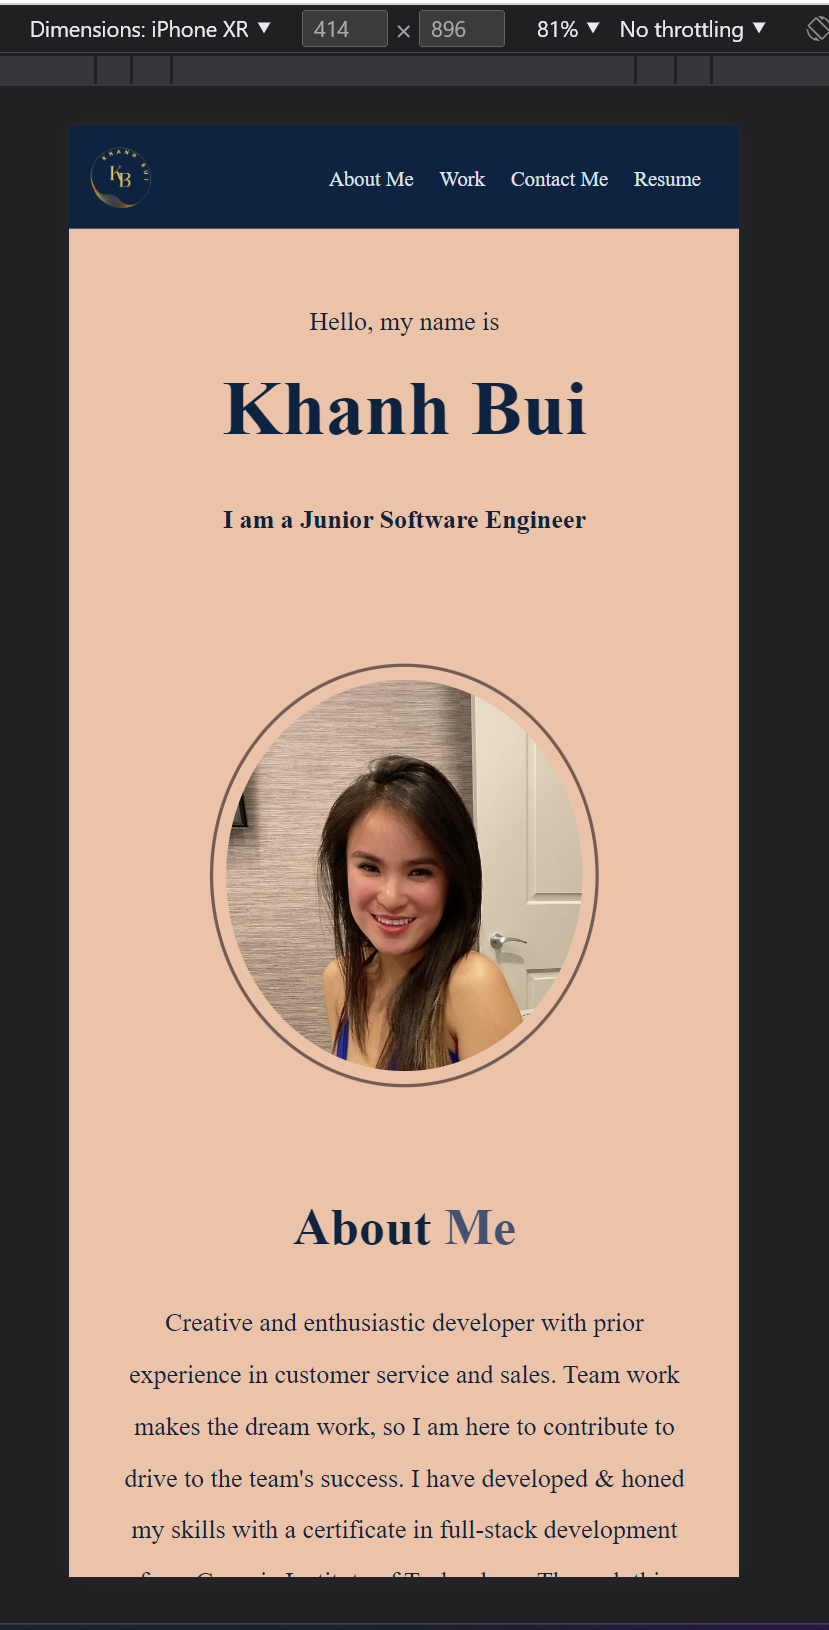 Dimensions: iPhone XR ▼ 414 × 896 81% ▼ No throttling ▼
KHANH BUI
KB
About Me Work Contact Me Resume
Hello, my name is
Khanh Bui
I am a Junior Software Engineer
About Me
Creative and enthusiastic developer with prior
experience in customer service and sales. Team work
makes the dream work, so I am here to contribute to
drive to the team's success. I have developed & honed
my skills with a certificate in full-stack development